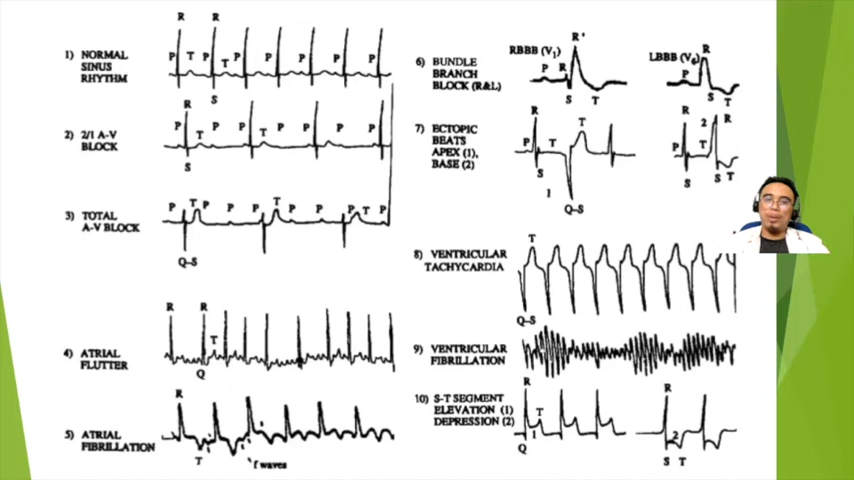 R R
1) NORMAL
SINUS
RHYTHM
P T P T P P P P P
S
R
2) 2/1 A-V
BLOCK
P T P P T P P P P
S
3) TOTAL
A-V BLOCK
P T P P P T P P P T P
Q–S
4) ATRIAL
FLUTTER
R R
T
Q
5) ATRIAL
FIBRILLATION
R
T
f waves
6) BUNDLE
BRANCH
BLOCK (R&L)
RBBB (V1)
R'
P R
S T
LBBB (V6)
R
P
S T
7) ECTOPIC
BEATS
APEX (1),
BASE (2)
R T
P T
S
1
Q–S
R 2 R
P T
S S T
8) VENTRICULAR
TACHYCARDIA
T
Q–S
9) VENTRICULAR
FIBRILLATION
10) S-T SEGMENT
ELEVATION (1)
DEPRESSION (2)
R
T
1
Q
R
2
S T